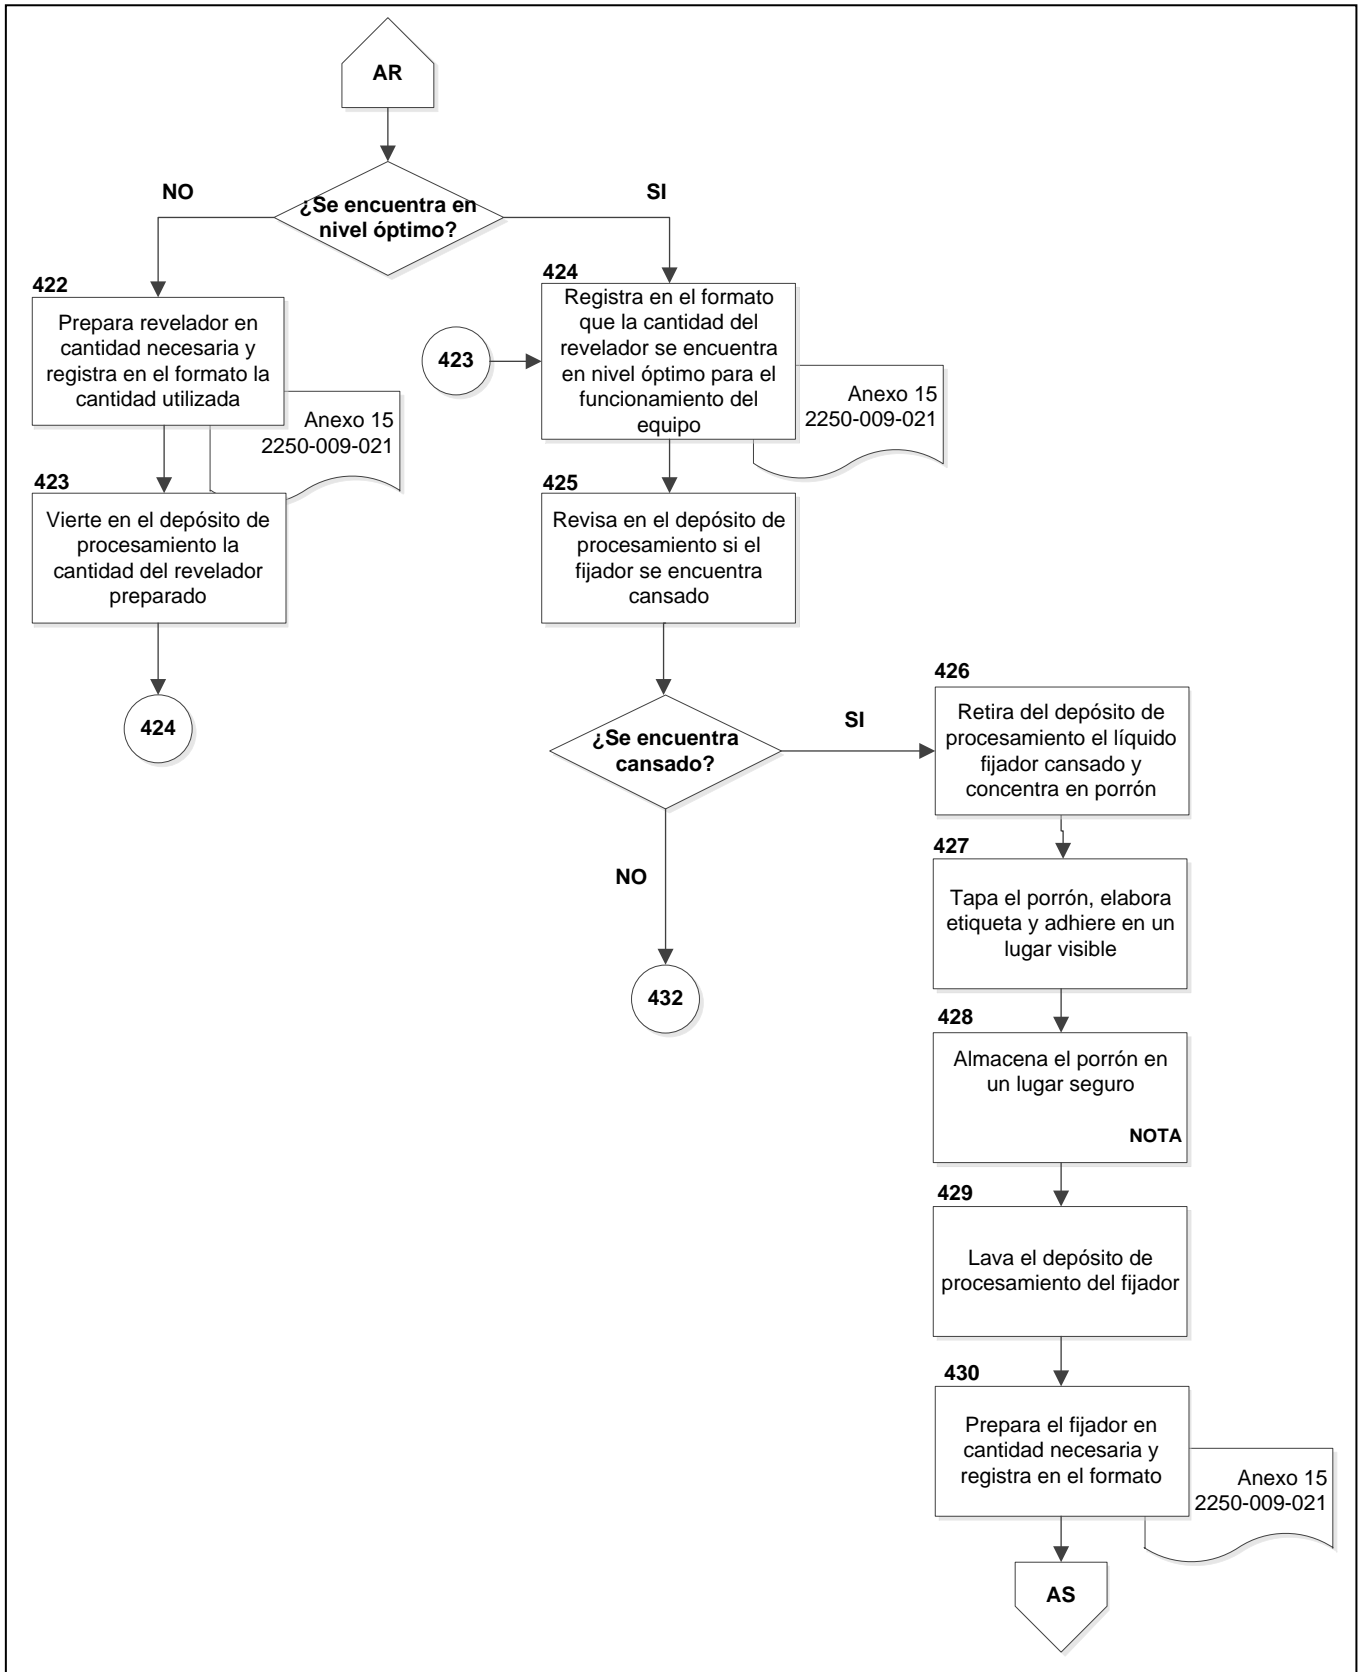 AR
¿Se encuentra en
nivel óptimo?
NO
SI
422
Prepara revelador en
cantidad necesaria y
registra en el formato la
cantidad utilizada
Anexo 15
2250-009-021
423
Vierte en el depósito de
procesamiento la
cantidad del revelador
preparado
424
423
424
Registra en el formato
que la cantidad del
revelador se encuentra
en nivel óptimo para el
funcionamiento del
equipo
Anexo 15
2250-009-021
425
Revisa en el depósito de
procesamiento si el
fijador se encuentra
cansado
¿Se encuentra
cansado?
SI
NO
432
426
Retira del depósito de
procesamiento el líquido
fijador cansado y
concentra en porrón
427
Tapa el porrón, elabora
etiqueta y adhiere en un
lugar visible
428
Almacena el porrón en
un lugar seguro
NOTA
429
Lava el depósito de
procesamiento del fijador
430
Prepara el fijador en
cantidad necesaria y
registra en el formato
Anexo 15
2250-009-021
AS